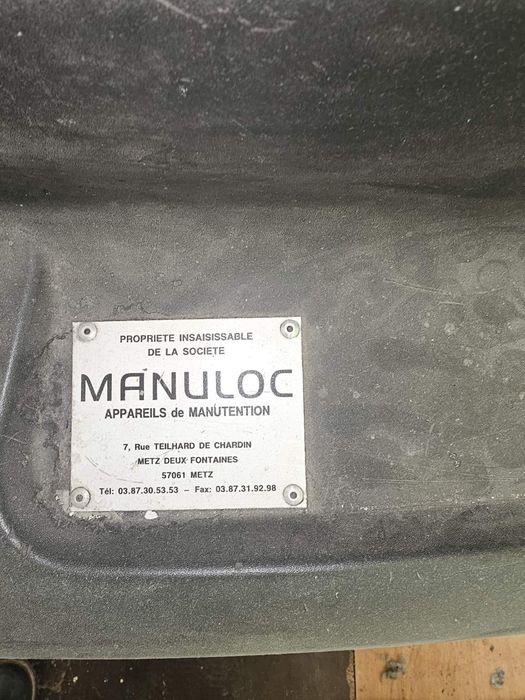 PROPRIETE INSAISISSABLE
DE LA SOCIETE
MANULOC
APPAREILS de MANUTENTION
7, Rue TEILHARD DE CHARDIN
METZ DEUX FONTAINES
57061 METZ
Tél: 03.87.30.53.53 – Fax: 03.87.31.92.98